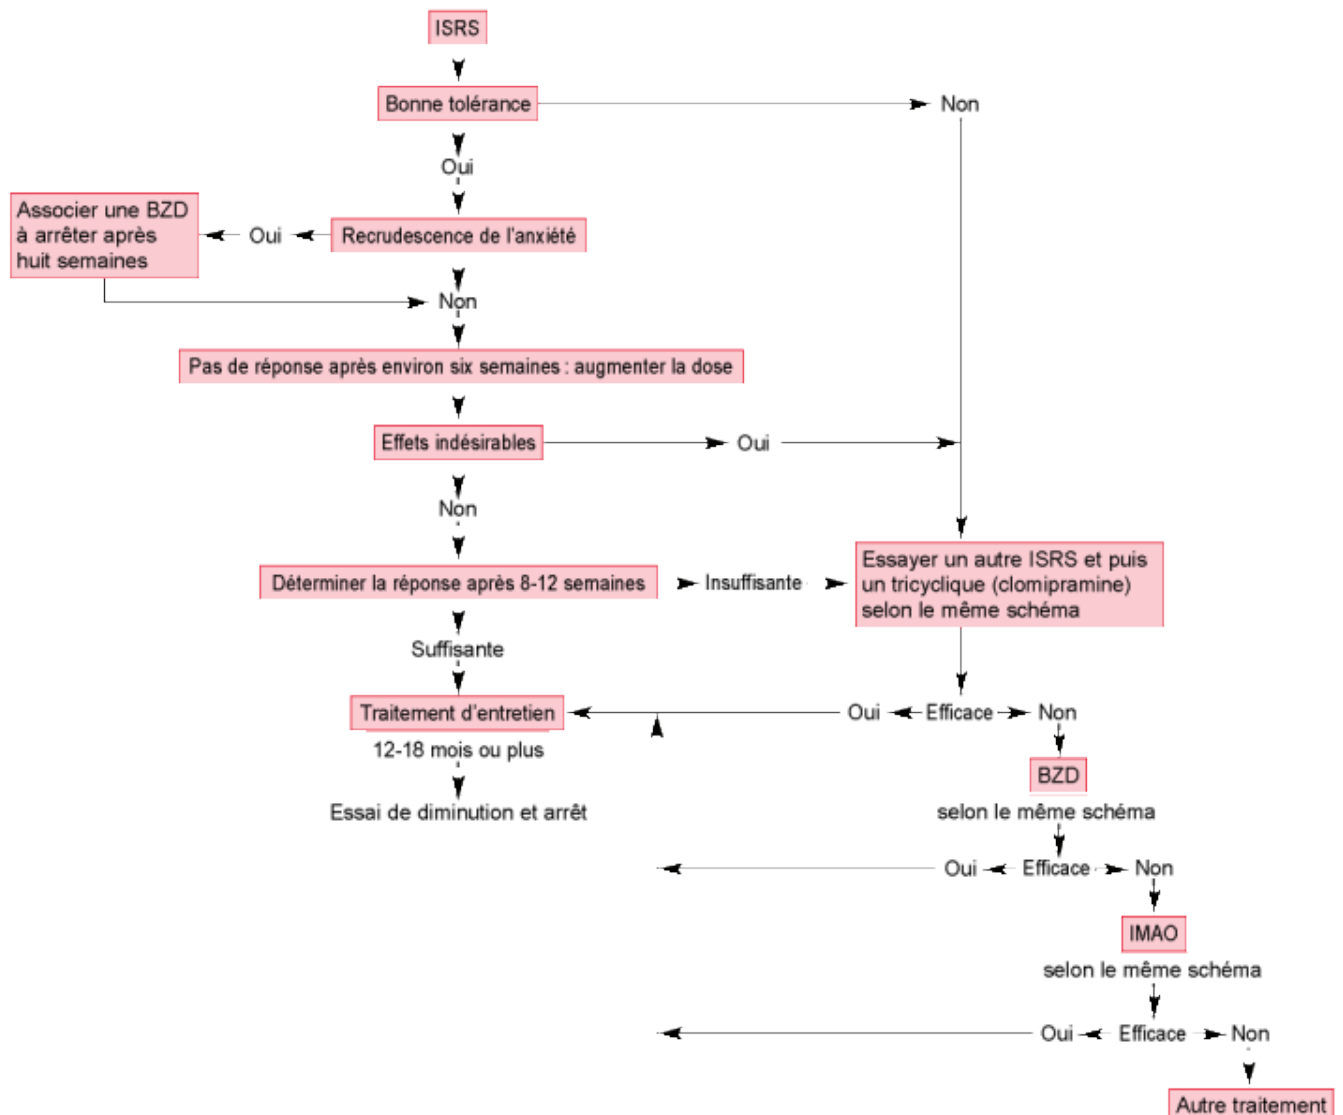 ISRS
Bonne tolérance
Non
Oui
Associer une BZD
à arrêter après
huit semaines
Oui
Recrudescence de l'anxiété
Non
Pas de réponse après environ six semaines : augmenter la dose
Effets indésirables
Oui
Non
Déterminer la réponse après 8-12 semaines
Insuffisante
Essayer un autre ISRS et puis
un tricyclique (clomipramine)
selon le même schéma
Suffisante
Traitement d'entretien
Oui
Efficace
Non
12-18 mois ou plus
Essai de diminution et arrêt
BZD
selon le même schéma
Oui
Efficace
Non
IMAO
selon le même schéma
Oui
Efficace
Non
Autre traitement